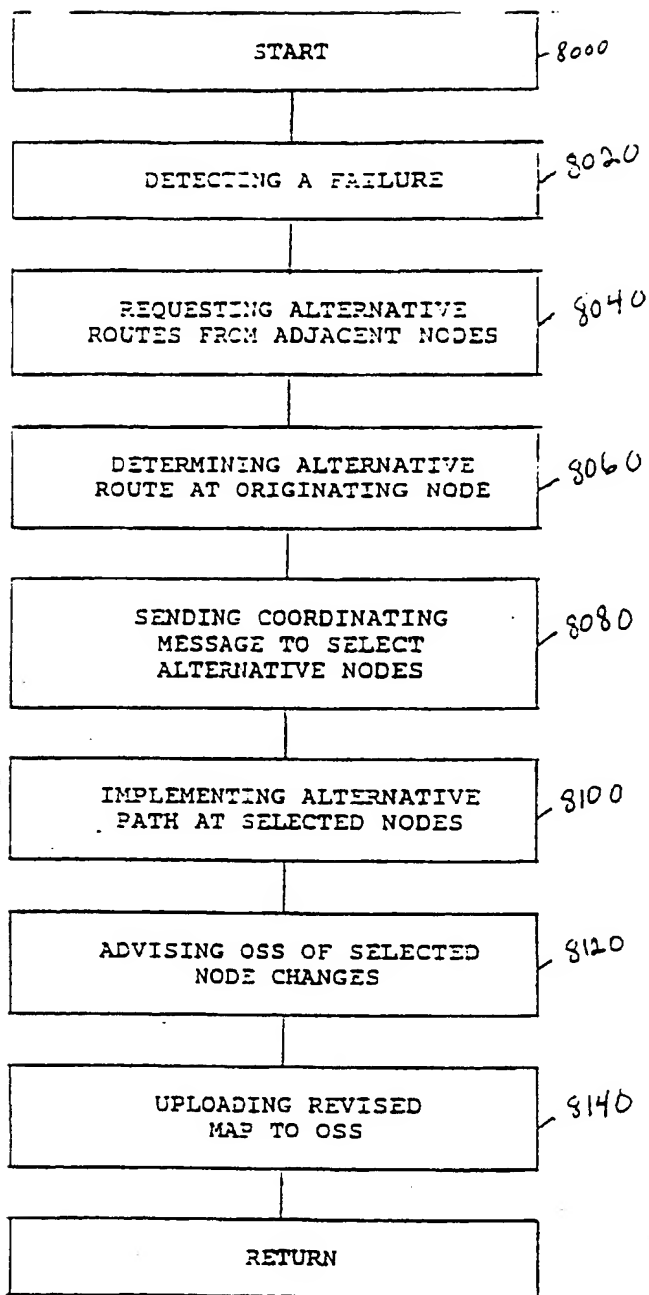 START
8000
DETECTING A FAILURE
8020
REQUESTING ALTERNATIVE
ROUTES FROM ADJACENT NODES
8040
DETERMINING ALTERNATIVE
ROUTE AT ORIGINATING NODE
8060
SENDING COORDINATING
MESSAGE TO SELECT
ALTERNATIVE NODES
8080
IMPLEMENTING ALTERNATIVE
PATH AT SELECTED NODES
8100
ADVISING OSS OF SELECTED
NODE CHANGES
8120
UPLOADING REVISED
MAP TO OSS
8140
RETURN